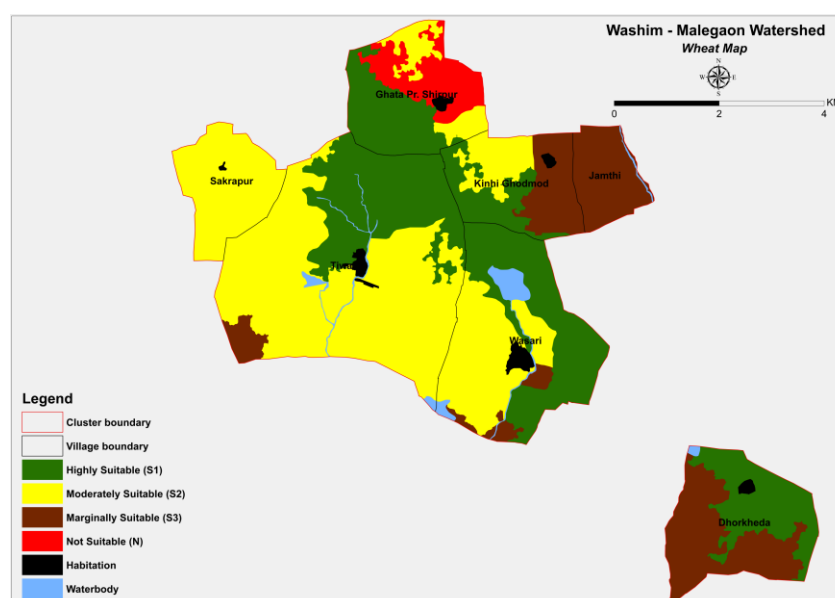 Washim - Malegaon Watershed
Wheat Map
N
W E
S
KM
0 2 4
Ghata Pr. Shirpur
Sakrapur
Kinhi Ghodmod
Jamthi
Wasari
Dhorkheda
Legend
Cluster boundary
Village boundary
Highly Suitable (S1)
Moderately Suitable (S2)
Marginally Suitable (S3)
Not Suitable (N)
Habitation
Waterbody